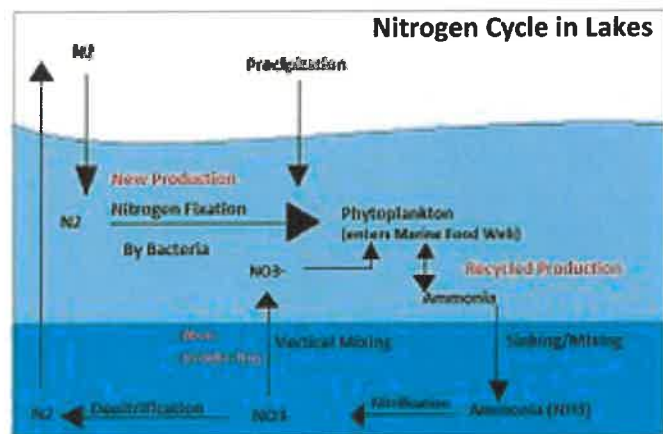 Nitrogen Cycle in Lakes
Precipitation
New Production
N2
Nitrogen Fixation
Phytoplankton
(enters Marine Food Web)
By Bacteria
NO3-
Recycled Production
Ammonia
Vertical Mixing
Sinking/Mixing
N2
Denitrification
NO3
Nitrification
Ammonia (NH3)